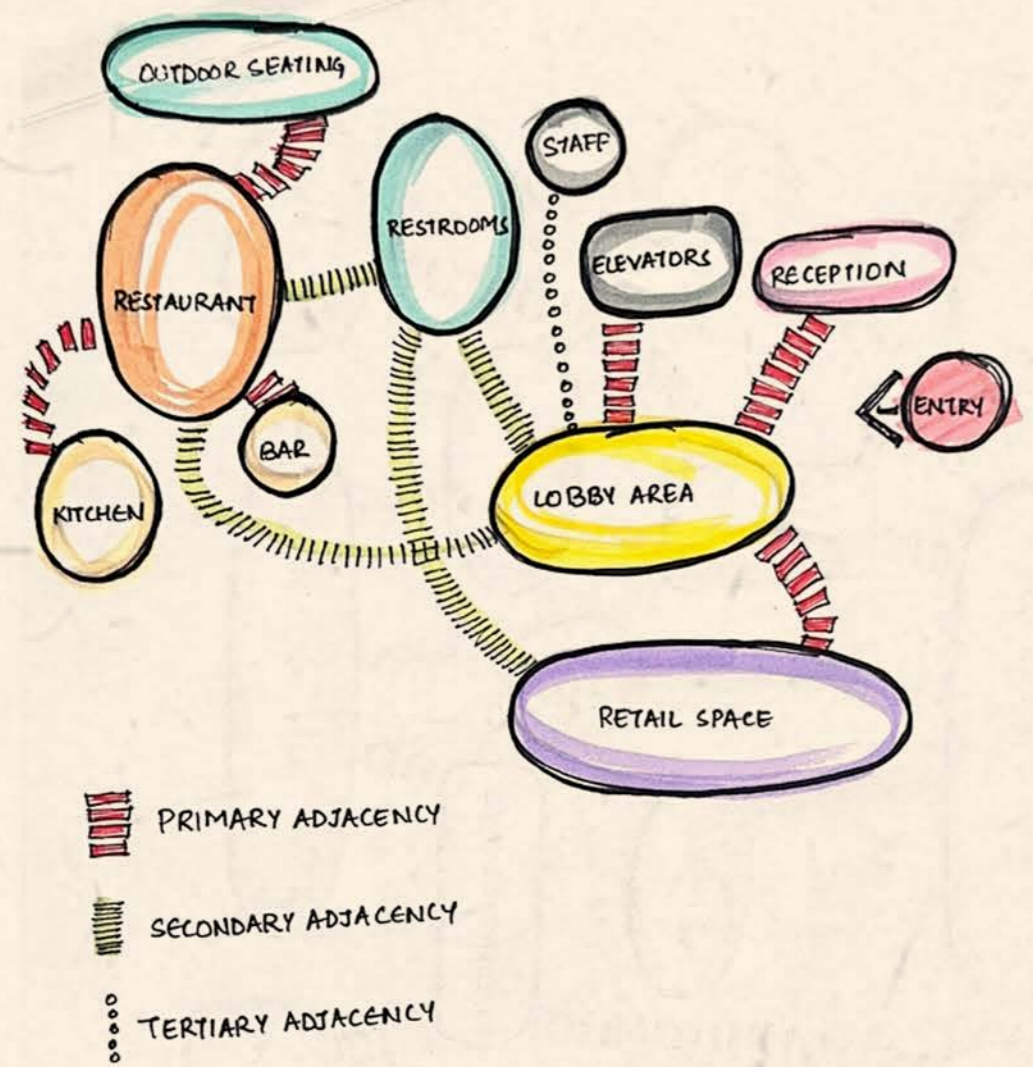 OUTDOOR SEATING
STAFF
RESTROOMS
ELEVATORS
RECEPTION
RESTAURANT
ENTRY
BAR
LOBBY AREA
KITCHEN
RETAIL SPACE
PRIMARY ADJACENCY
SECONDARY ADJACENCY
TERTIARY ADJACENCY